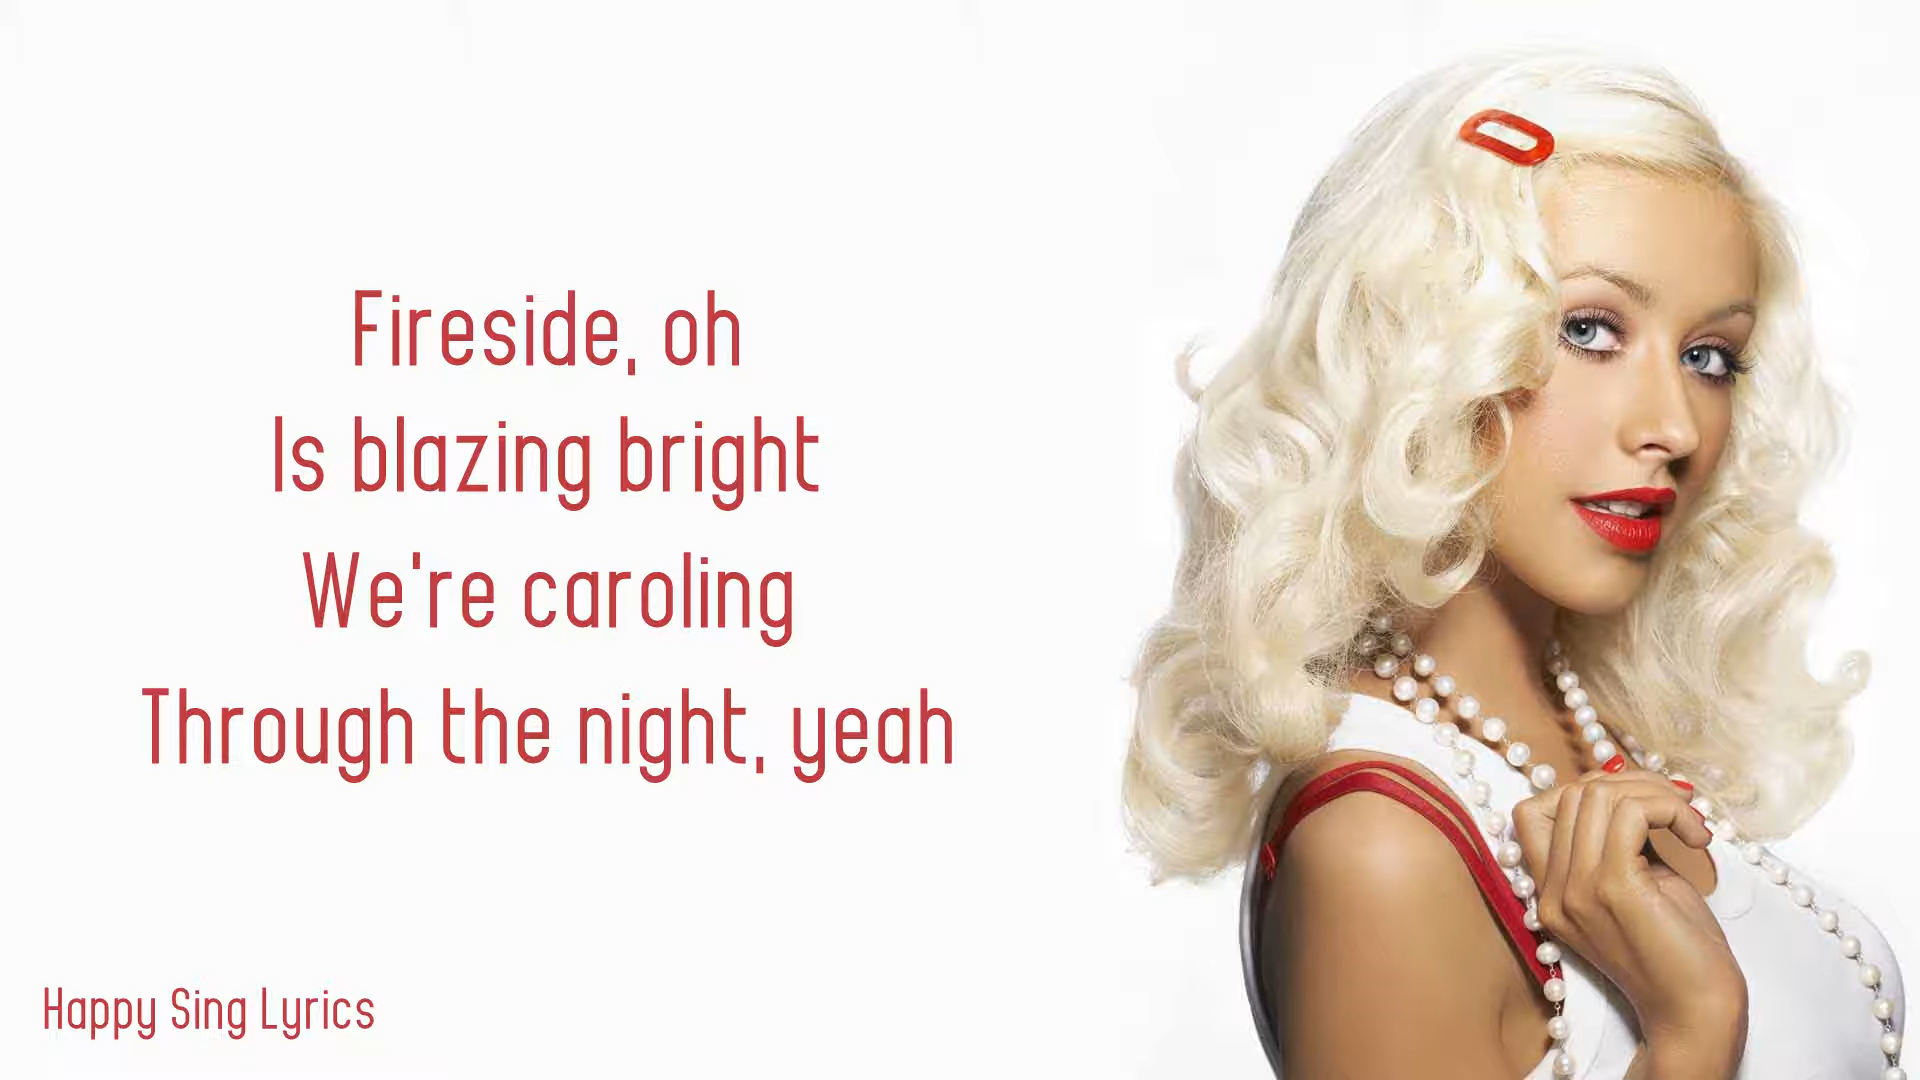 Fireside, oh
Is blazing bright
We're caroling
Through the night, yeah
Happy Sing Lyrics